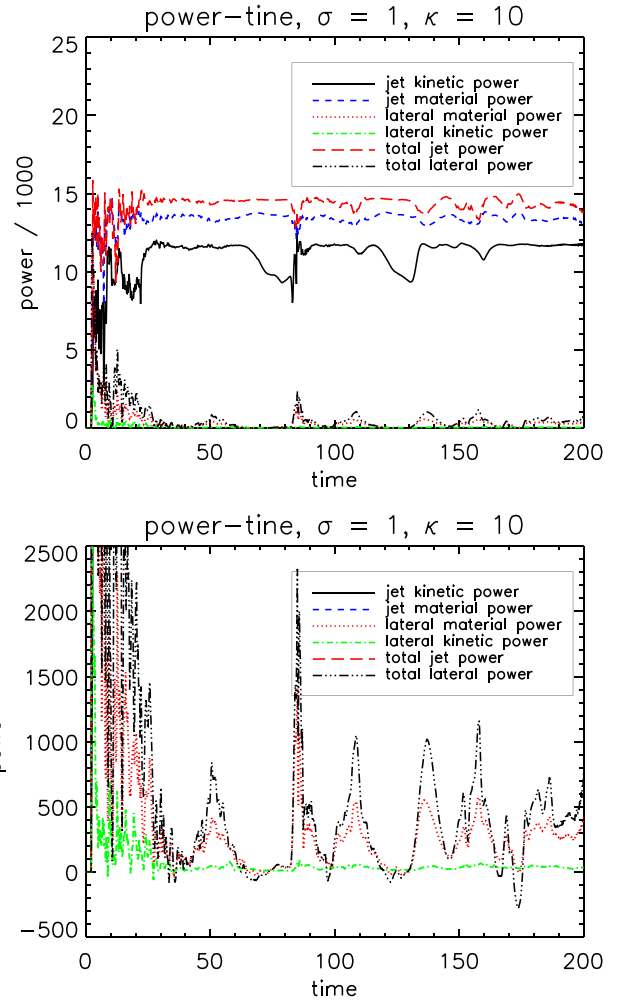 power-tine, σ = 1, κ = 10
25
20
15
10
5
0
power / 1000
jet kinetic power
jet material power
lateral material power
lateral kinetic power
total jet power
total lateral power
0 50 100 150 200
time
power-tine, σ = 1, κ = 10
2500
2000
1500
1000
500
0
-500
jet kinetic power
jet material power
lateral material power
lateral kinetic power
total jet power
total lateral power
0 50 100 150 200
time